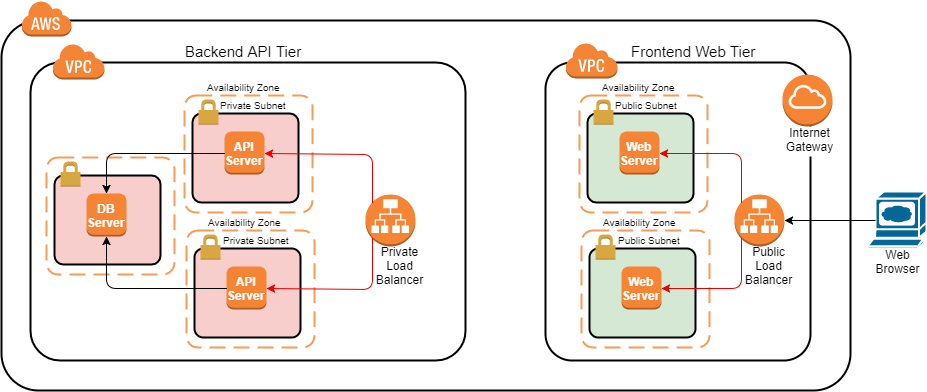 AWS
Backend API Tier
Frontend Web Tier
VPC
VPC
Availability Zone
Private Subnet
API
Server
DB
Server
Availability Zone
Private Subnet
API
Server
Private
Load
Balancer
Availability Zone
Public Subnet
Web
Server
Availability Zone
Public Subnet
Web
Server
Internet
Gateway
Public
Load
Balancer
Web
Browser